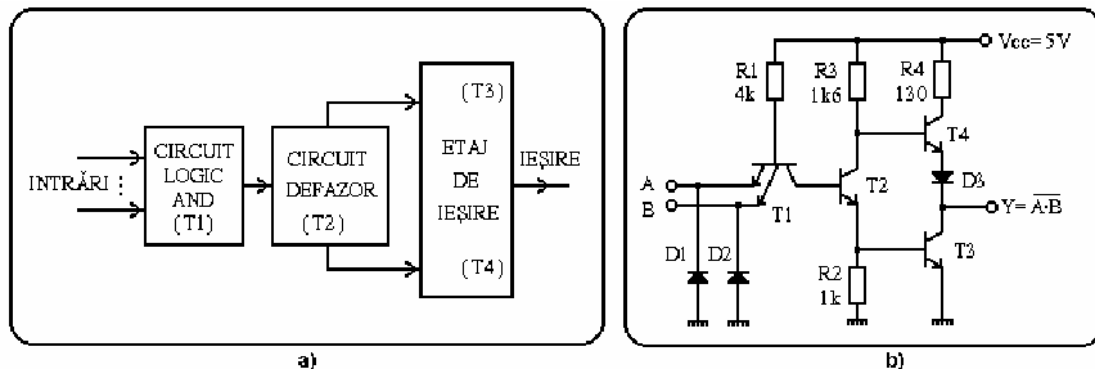 CIRCUIT
LOGIC
AND
(T1)
INTRĂRI
CIRCUIT
DEFAZOR
(T2)
(T3)
ETAJ
DE
IEȘIRE
(T4)
IEȘIRE
a)
Vcc= 5V
R1
4k
R3
1k6
R4
130
T4
D3
A
B
T1
T2
Y= A·B
T3
D1
D2
R2
1k
b)